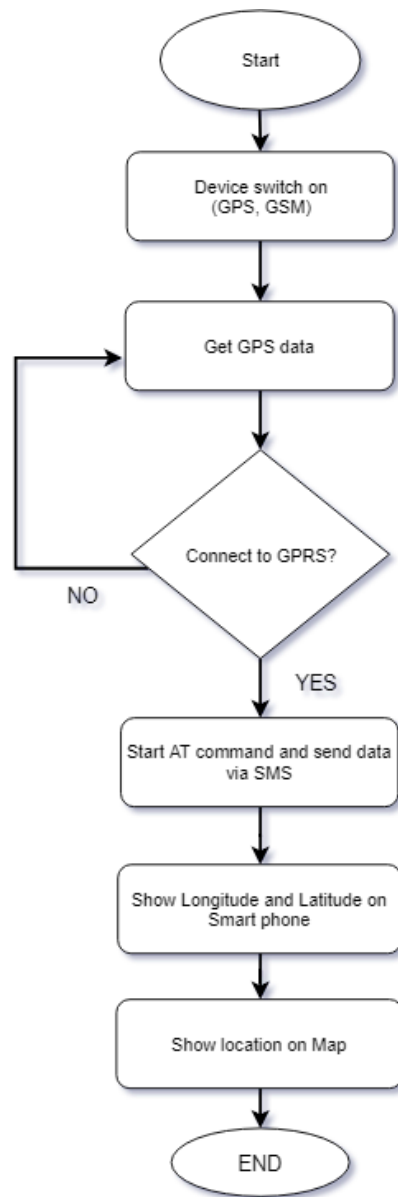 Start
Device switch on
(GPS, GSM)
Get GPS data
Connect to GPRS?
NO
YES
Start AT command and send data
via SMS
Show Longitude and Latitude on
Smart phone
Show location on Map
END